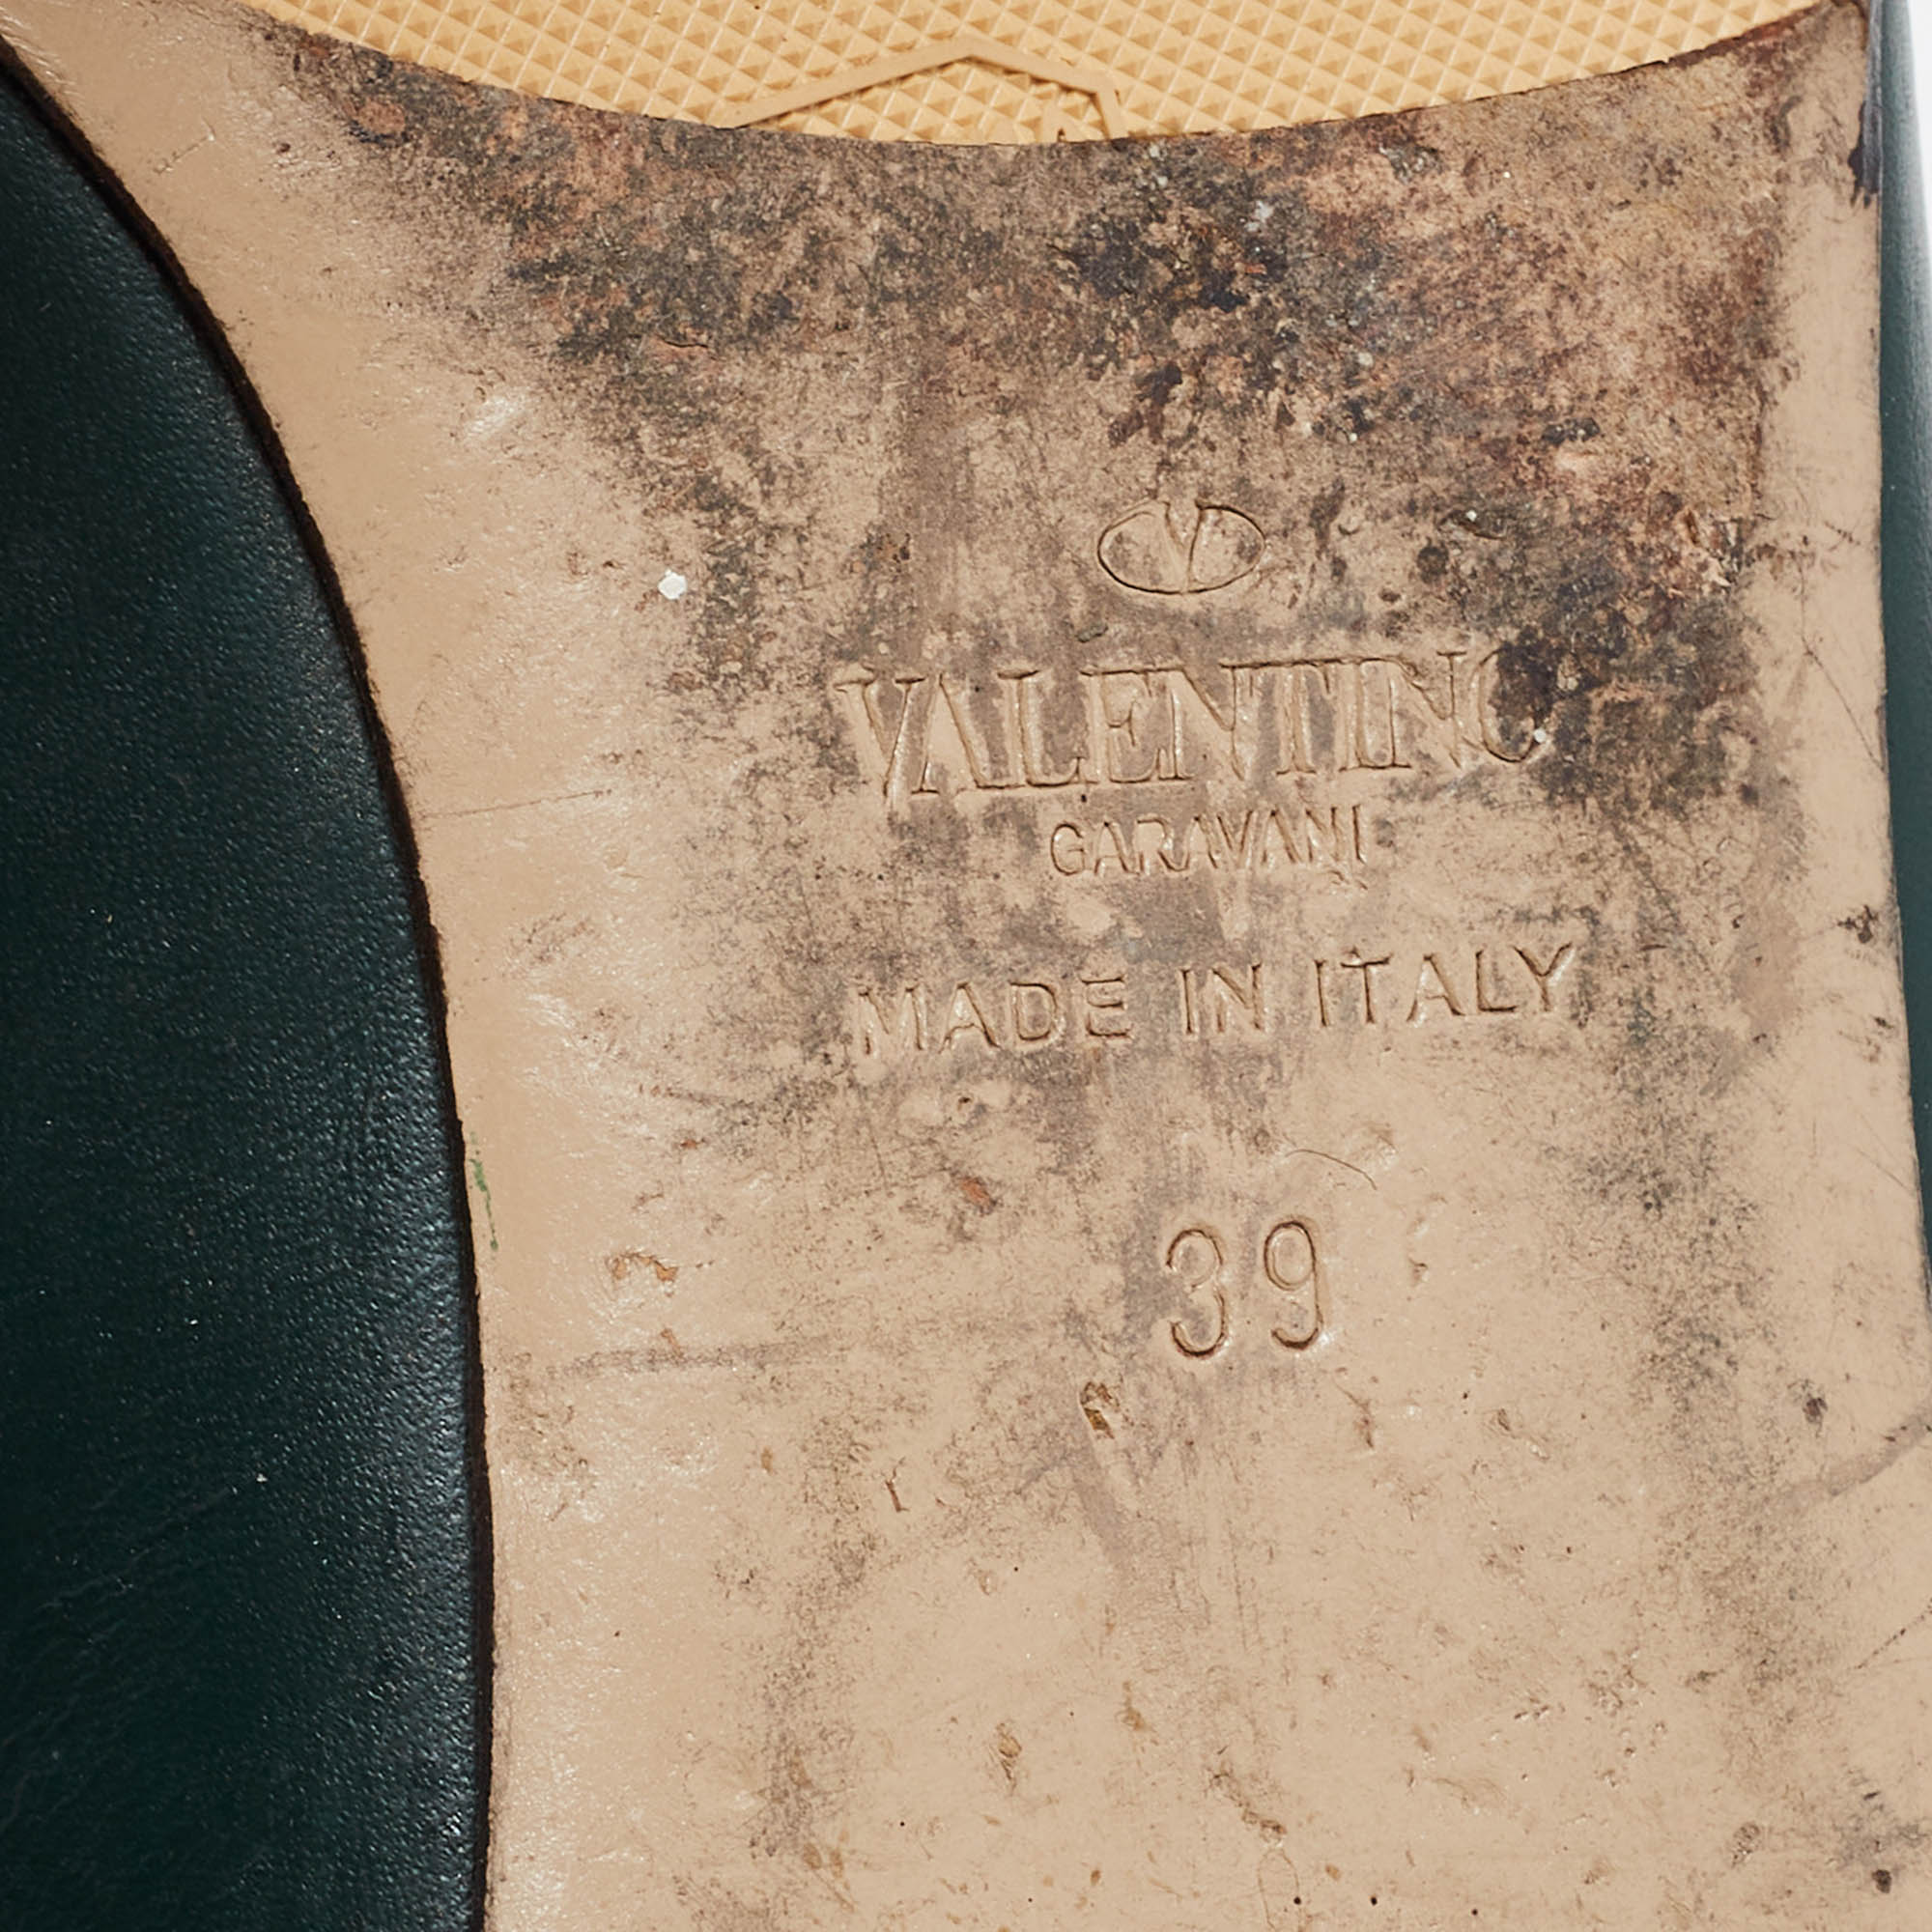 VALENTINO
GARAVANI
MADE IN ITALY
39